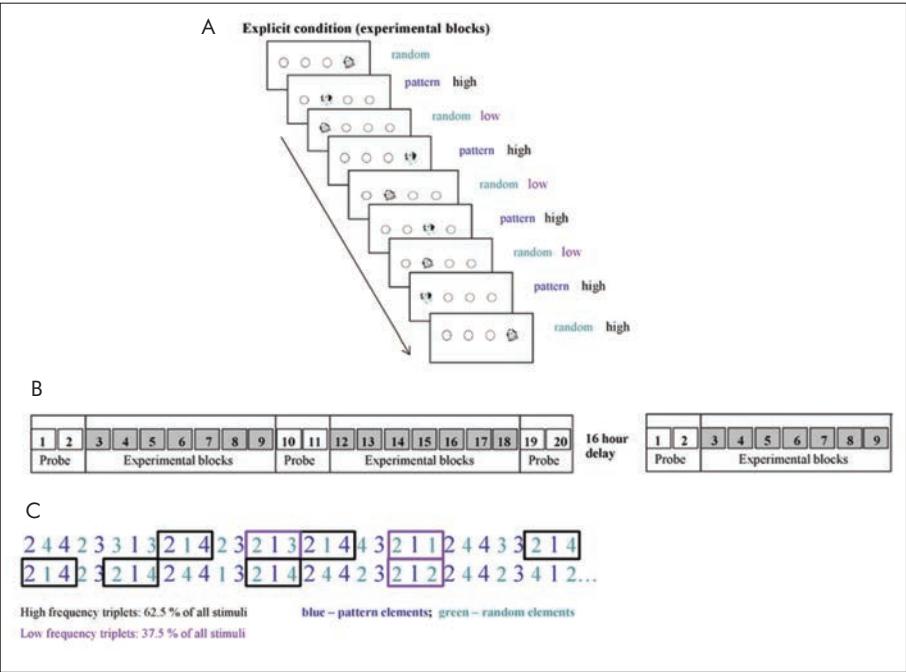 A
Explicit condition (experimental blocks)
random
pattern high
random low
pattern high
random low
pattern high
random low
pattern high
random high
B
1 2 3 4 5 6 7 8 9 10 11 12 13 14 15 16 17 18 19 20 16 hour delay 1 2 3 4 5 6 7 8 9
Probe Experimental blocks Probe Experimental blocks Probe Probe Experimental blocks
C
2 4 4 2 3 3 1 3 2 1 4 2 3 2 1 3 2 1 4 4 3 2 1 1 2 4 4 3 3 2 1 4
2 1 4 2 3 2 1 4 2 4 4 1 3 2 1 4 2 4 4 2 3 2 1 2 2 4 4 2 3 4 1 2...
High frequency triplets: 62.5 % of all stimuli blue – pattern elements; green – random elements
Low frequency triplets: 37.5 % of all stimuli